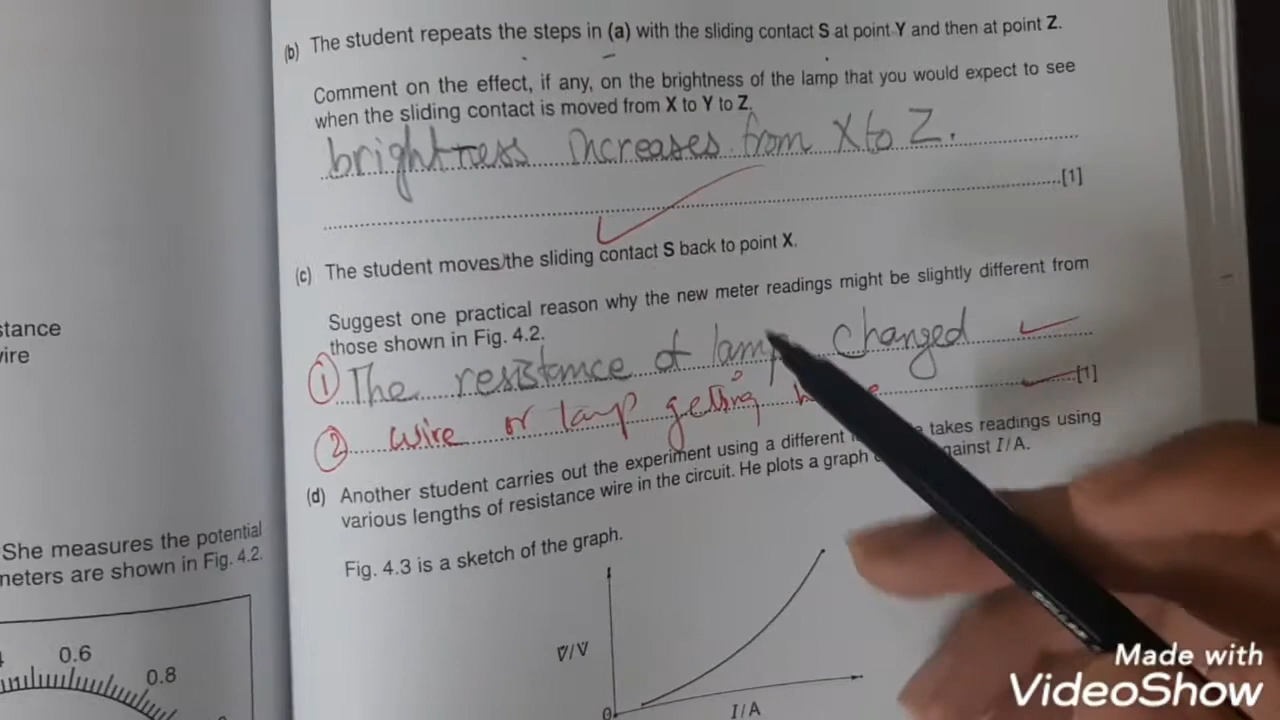 (b) The student repeats the steps in (a) with the sliding contact S at point Y and then at point Z.
Comment on the effect, if any, on the brightness of the lamp that you would expect to see
when the sliding contact is moved from X to Y to Z.
brightness increases from X to Z.
[1]
(c) The student moves the sliding contact S back to point X.
Suggest one practical reason why the new meter readings might be slightly different from
those shown in Fig. 4.2.
① The resistance of lamp changed
② wire or lamp getting
[1]
(d) Another student carries out the experiment using a different takes readings using
various lengths of resistance wire in the circuit. He plots a graph against I/A.
Fig. 4.3 is a sketch of the graph.
V/V
0
I/A
stance
ire
She measures the potential
meters are shown in Fig. 4.2.
0.6
0.8
Made with
VideoShow